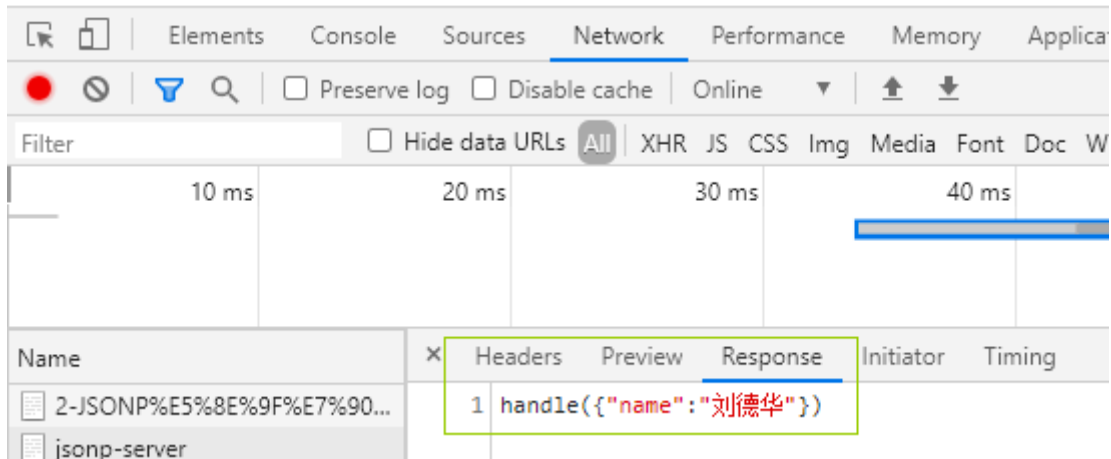 Elements Console Sources Network Performance Memory Applica
Preserve log Disable cache Online
Filter Hide data URLs All XHR JS CSS Img Media Font Doc W
10 ms 20 ms 30 ms 40 ms
Name Headers Preview Response Initiator Timing
2-JSONP%E5%8E%9F%E7%90... 1 handle({"name":"刘德华"})
jsonp-server